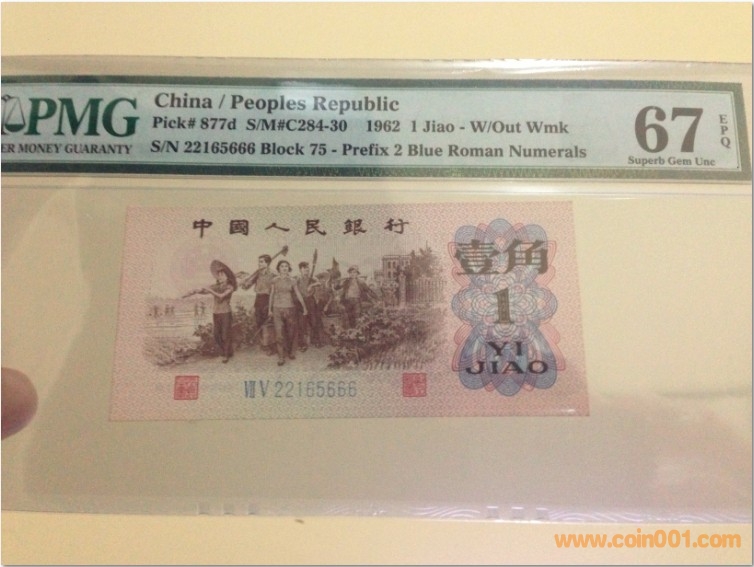 PMG
ER MONEY GUARANTY
China / Peoples Republic
Pick# 877d S/M#C284-30 1962 1 Jiao - W/Out Wmk
S/N 22165666 Block 75 - Prefix 2 Blue Roman Numerals
67
EPQ
Superb Gem Unc
中國人民銀行
壹角
1
YI
JIAO
VII V 22165666
www.coin001.com